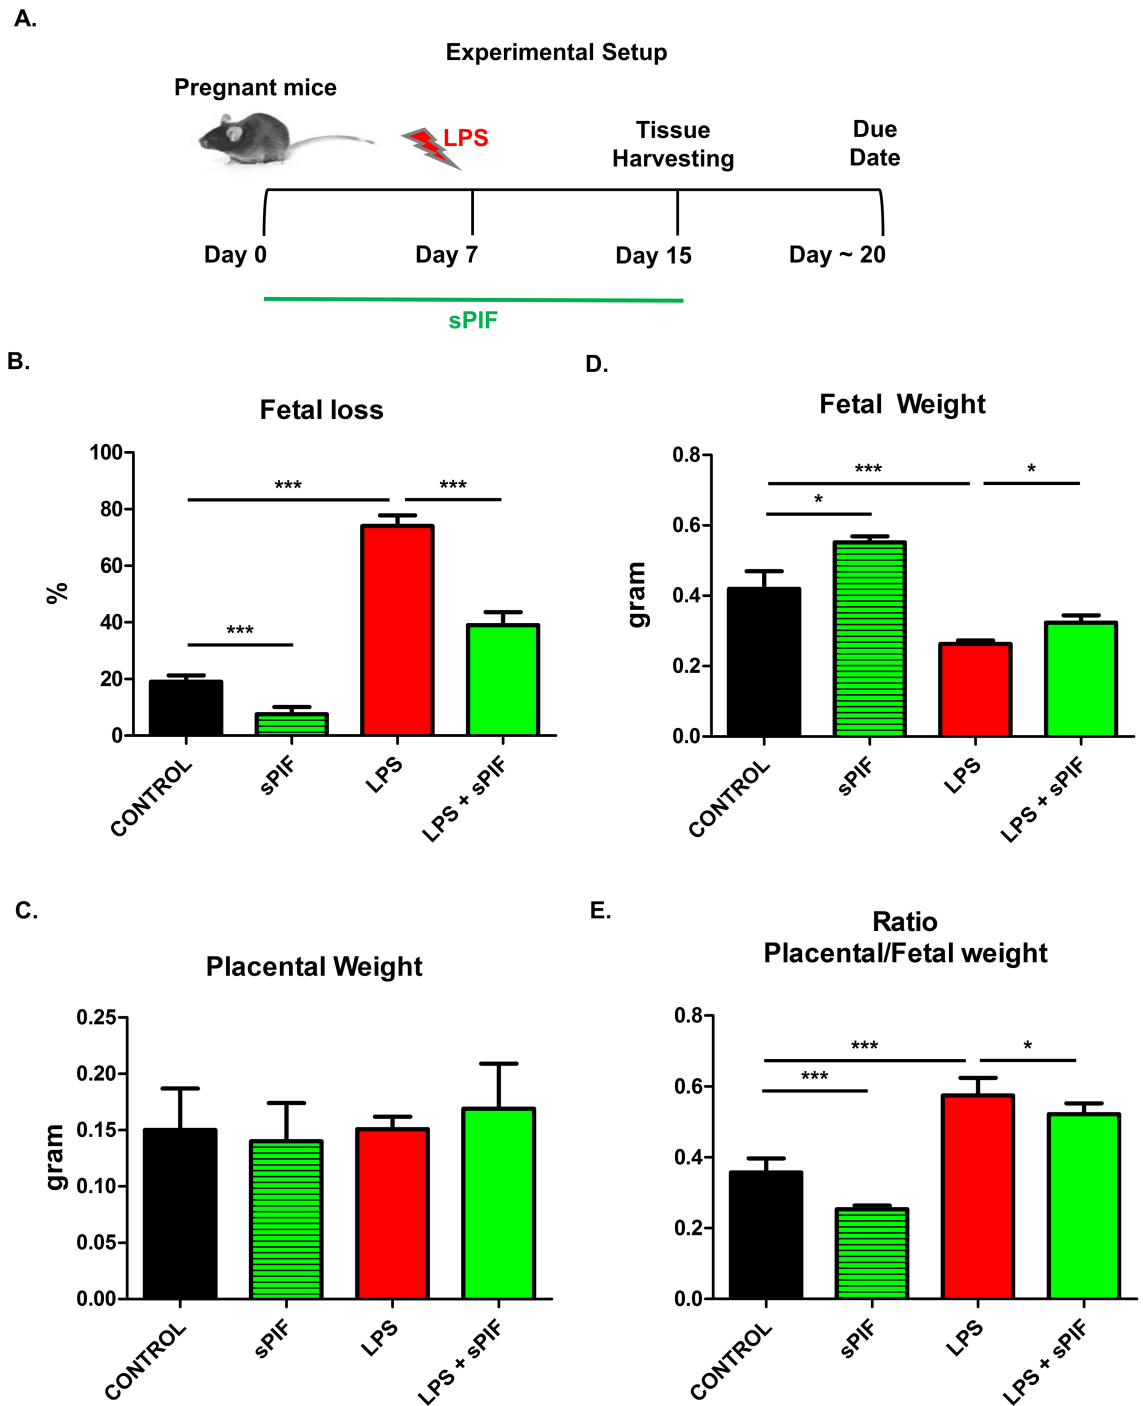 A.
Experimental Setup
Pregnant mice
LPS
Tissue
Harvesting
Due
Date
Day 0
Day 7
Day 15
Day ~ 20
sPIF
B.
Fetal loss
%
100
80
60
40
20
0
***
***
***
CONTROL
sPIF
LPS
LPS + sPIF
D.
Fetal Weight
gram
0.8
0.6
0.4
0.2
0.0
***
*
*
CONTROL
sPIF
LPS
LPS + sPIF
C.
Placental Weight
gram
0.25
0.20
0.15
0.10
0.05
0.00
CONTROL
sPIF
LPS
LPS + sPIF
E.
Ratio
Placental/Fetal weight
0.8
0.6
0.4
0.2
0.0
***
*
***
CONTROL
sPIF
LPS
LPS + sPIF